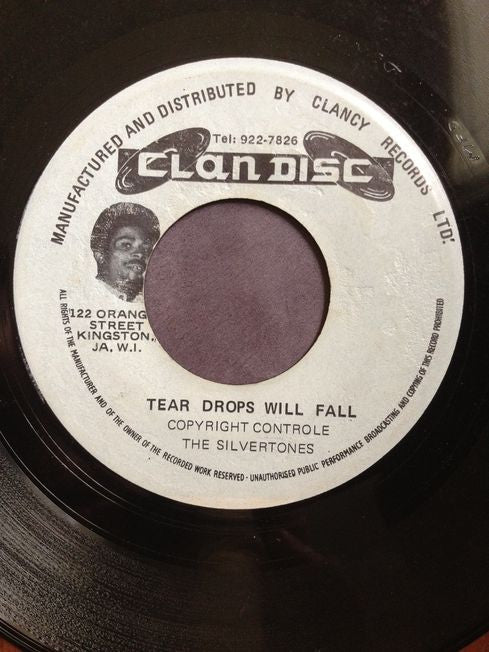 MANUFACTURED AND DISTRIBUTED BY CLANCY RECORDS LTD.
Tel: 922-7826
CLAN DISC
122 ORANG
STREET
KINGSTON.
JA. W.I.
TEAR DROPS WILL FALL
COPYRIGHT CONTROLE
THE SILVERTONES
ALL RIGHTS OF THE MANUFACTURER AND OF THE OWNER OF THE RECORDED WORK RESERVED · UNAUTHORISED PUBLIC PERFORMANCE BROADCASTING AND COPYING OF THIS RECORD PROHIBITED